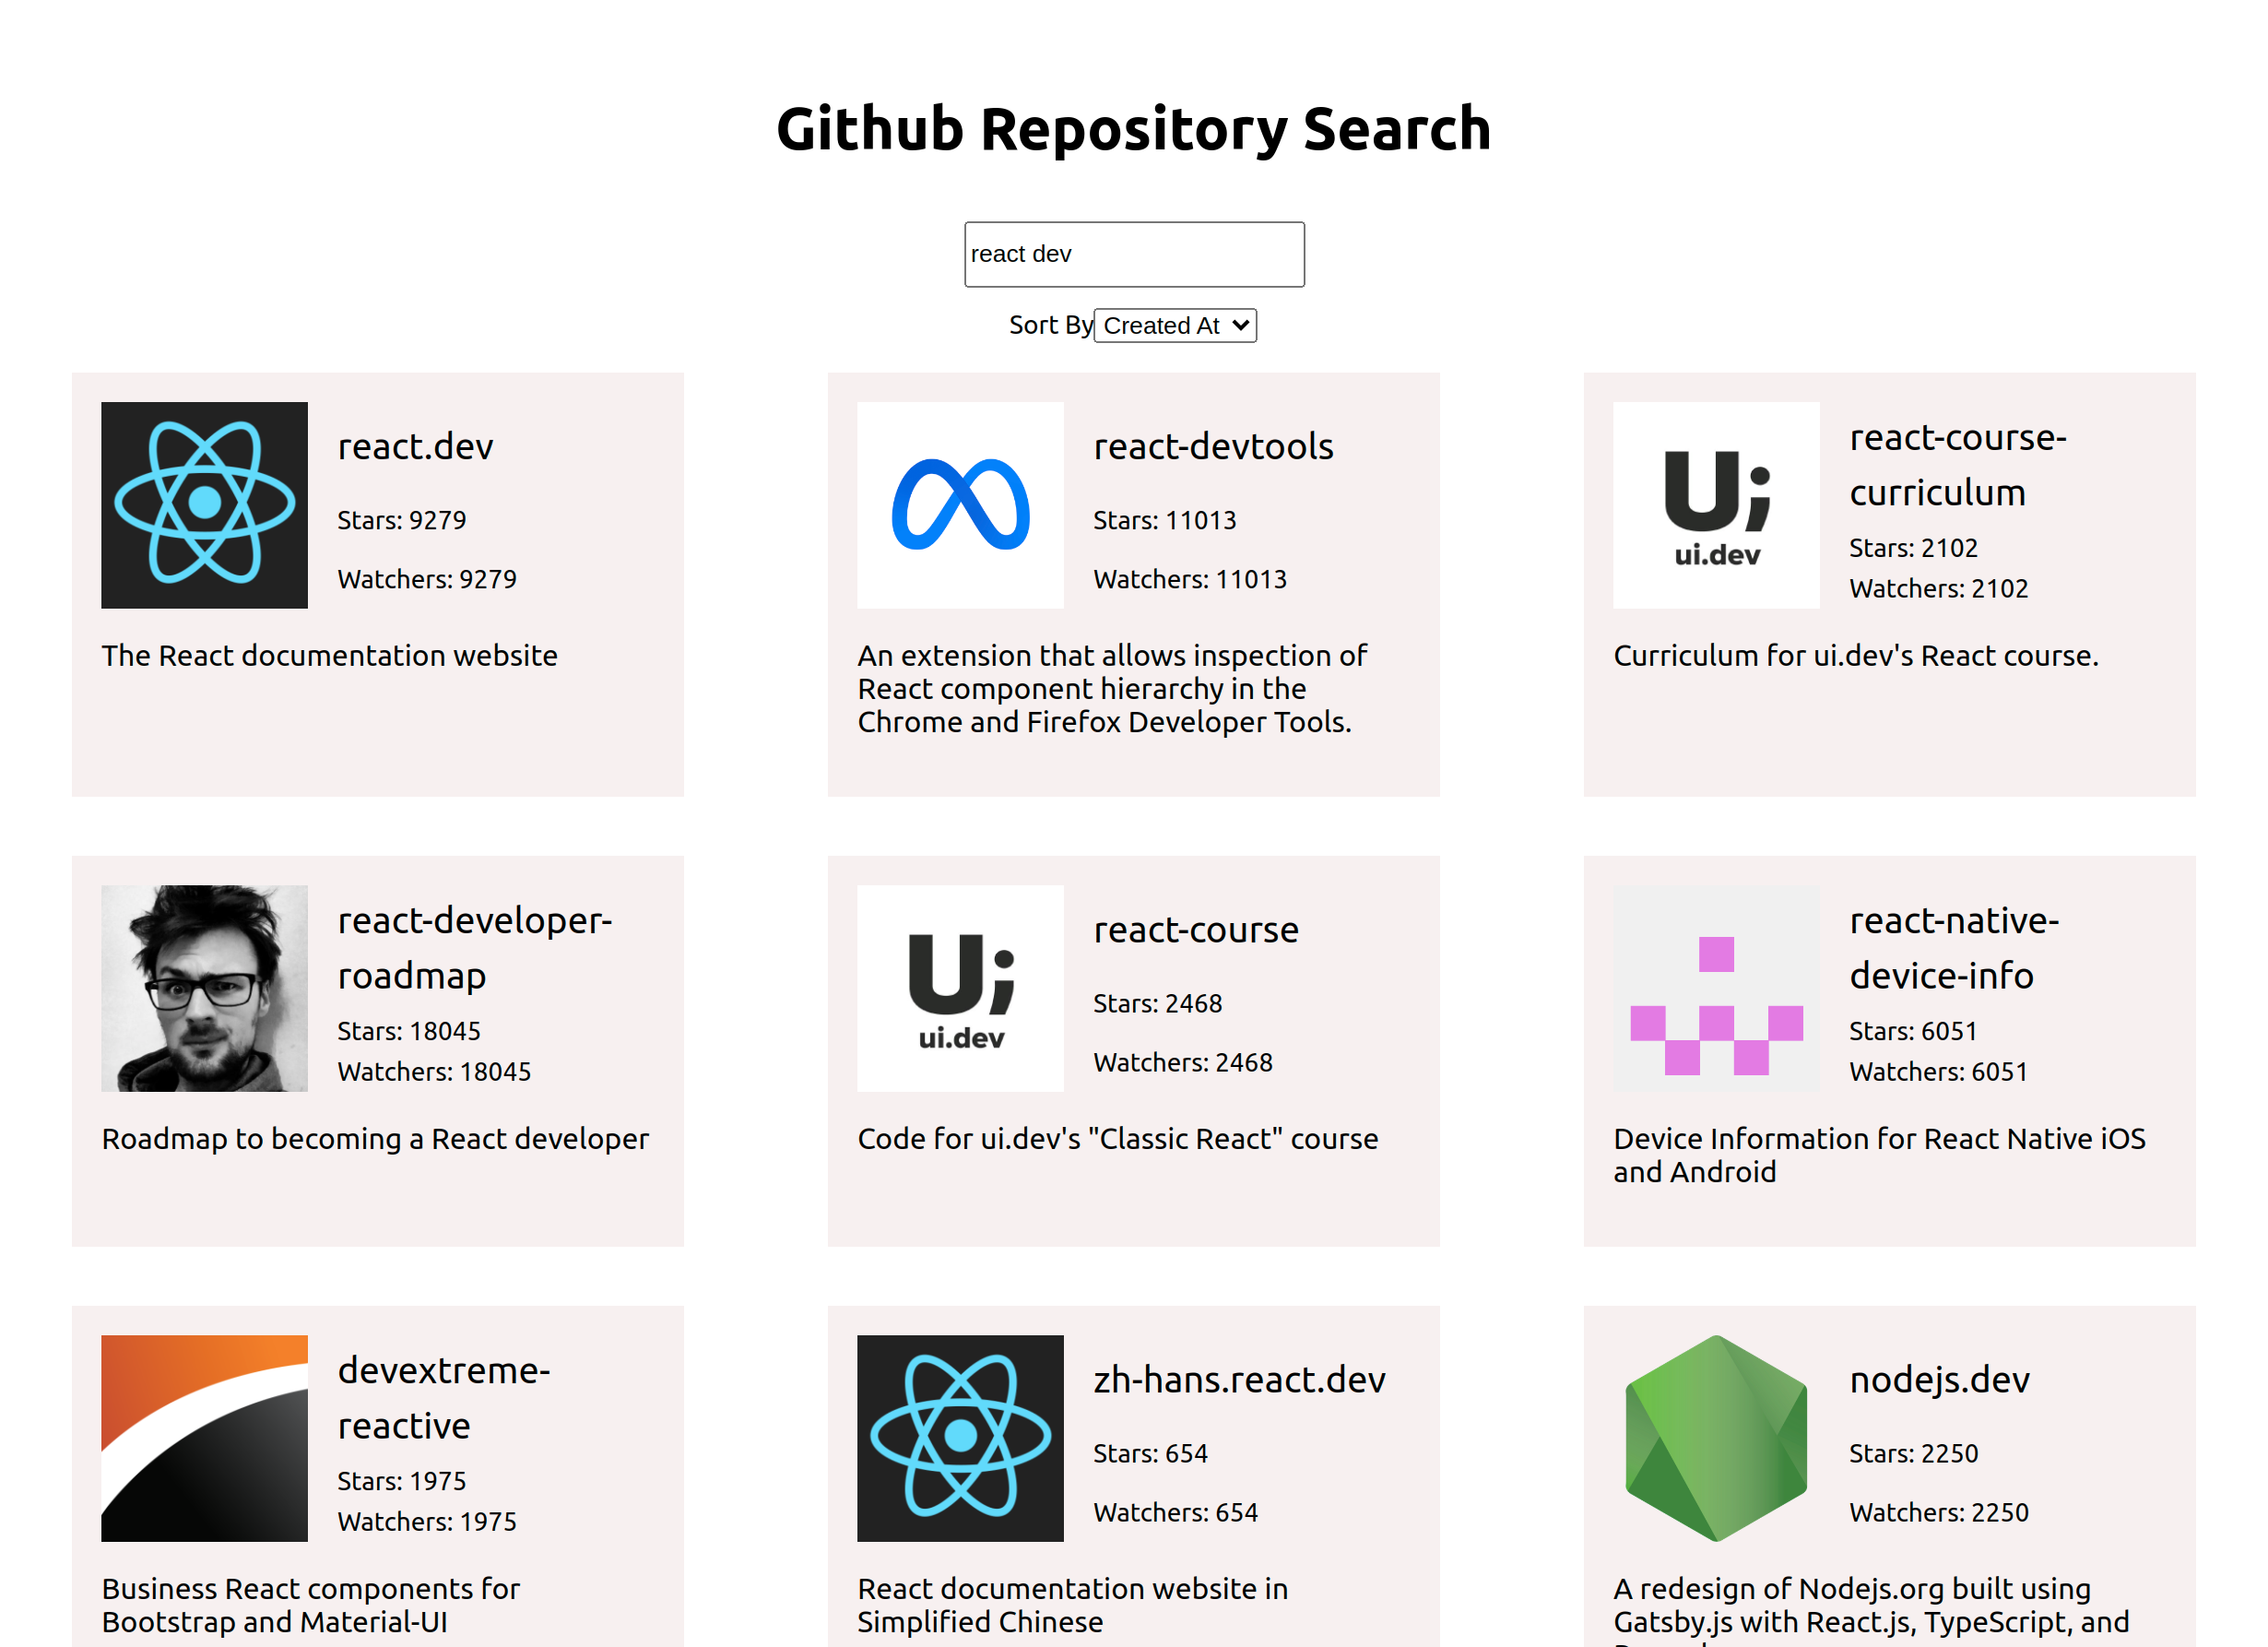 Github Repository Search
react dev
Sort By Created At
react.dev
Stars: 9279
Watchers: 9279
The React documentation website
react-devtools
Stars: 11013
Watchers: 11013
An extension that allows inspection of
React component hierarchy in the
Chrome and Firefox Developer Tools.
Ui
ui.dev
react-course-
curriculum
Stars: 2102
Watchers: 2102
Curriculum for ui.dev's React course.
react-developer-
roadmap
Stars: 18045
Watchers: 18045
Roadmap to becoming a React developer
Ui
ui.dev
react-course
Stars: 2468
Watchers: 2468
Code for ui.dev's "Classic React" course
react-native-
device-info
Stars: 6051
Watchers: 6051
Device Information for React Native iOS
and Android
devextreme-
reactive
Stars: 1975
Watchers: 1975
Business React components for
Bootstrap and Material-UI
zh-hans.react.dev
Stars: 654
Watchers: 654
React documentation website in
Simplified Chinese
nodejs.dev
Stars: 2250
Watchers: 2250
A redesign of Nodejs.org built using
Gatsby.js with React.js, TypeScript, and